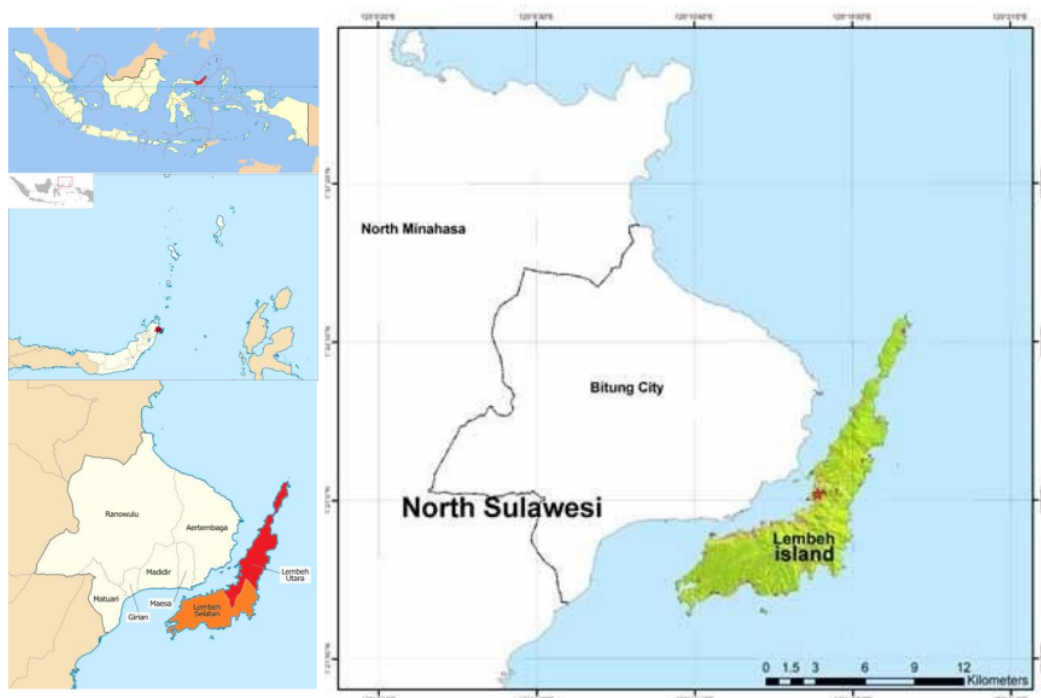 North Minahasa
Bitung City
North Sulawesi
Lembeh
island
0 1.5 3 6 9 12
Kilometers
Ranowulu
Aertembaga
Madidir
Matuari
Girian
Maesa
Lembeh
Utara
Lembeh
Selatan